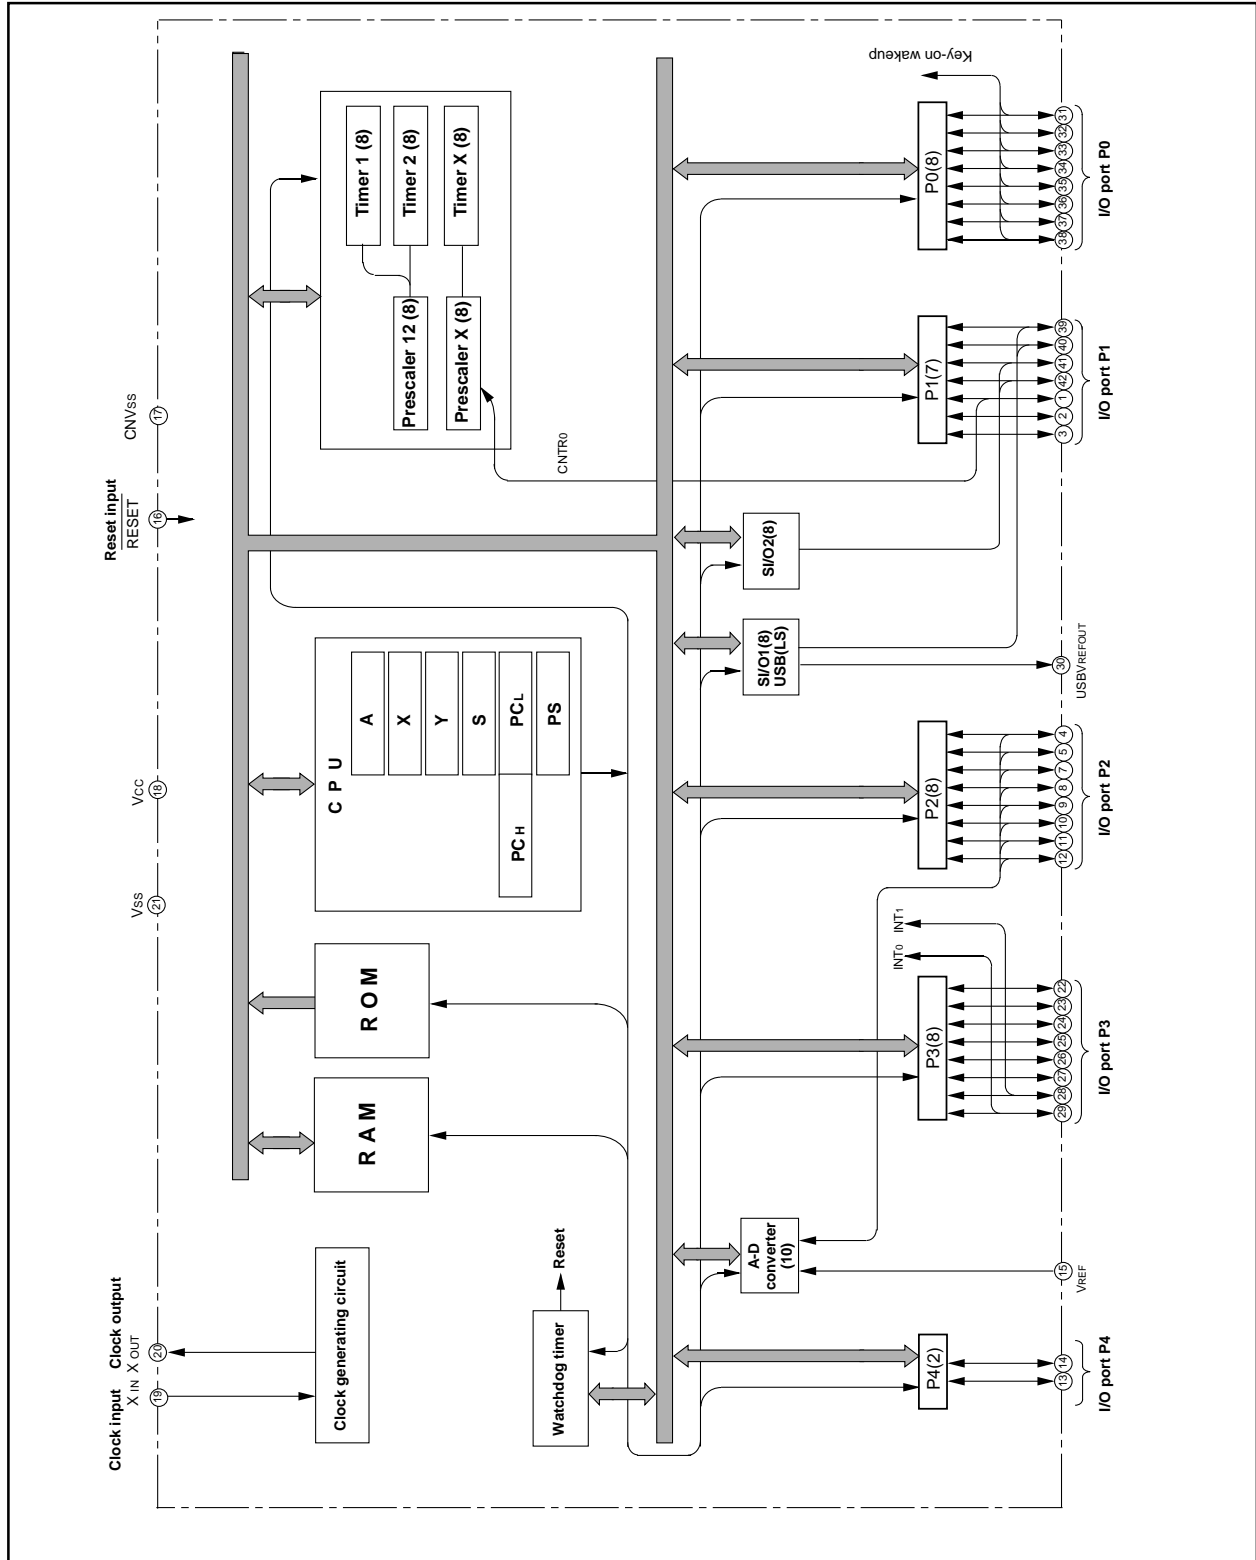 Clock input
Clock output
X IN
X OUT
19
20
Vss
21
Vcc
18
Reset input
RESET
16
CNVss
17
Clock generating circuit
RAM
ROM
CPU
A
X
Y
S
PCH
PCL
PS
Prescaler 12 (8)
Prescaler X (8)
Timer 1 (8)
Timer 2 (8)
Timer X (8)
CNTR0
Watchdog timer
Reset
A-D
converter
(10)
SI/O1(8)
USB(LS)
SI/O2(8)
INT0
INT1
Key-on wakeup
P4(2)
P3(8)
P2(8)
P1(7)
P0(8)
13
14
15
29
28
27
26
25
24
23
22
12
11
10
9
8
7
5
4
30
3
2
1
42
41
40
39
38
37
36
35
34
33
32
31
VREF
USBVREFOUT
I/O port P4
I/O port P3
I/O port P2
I/O port P1
I/O port P0